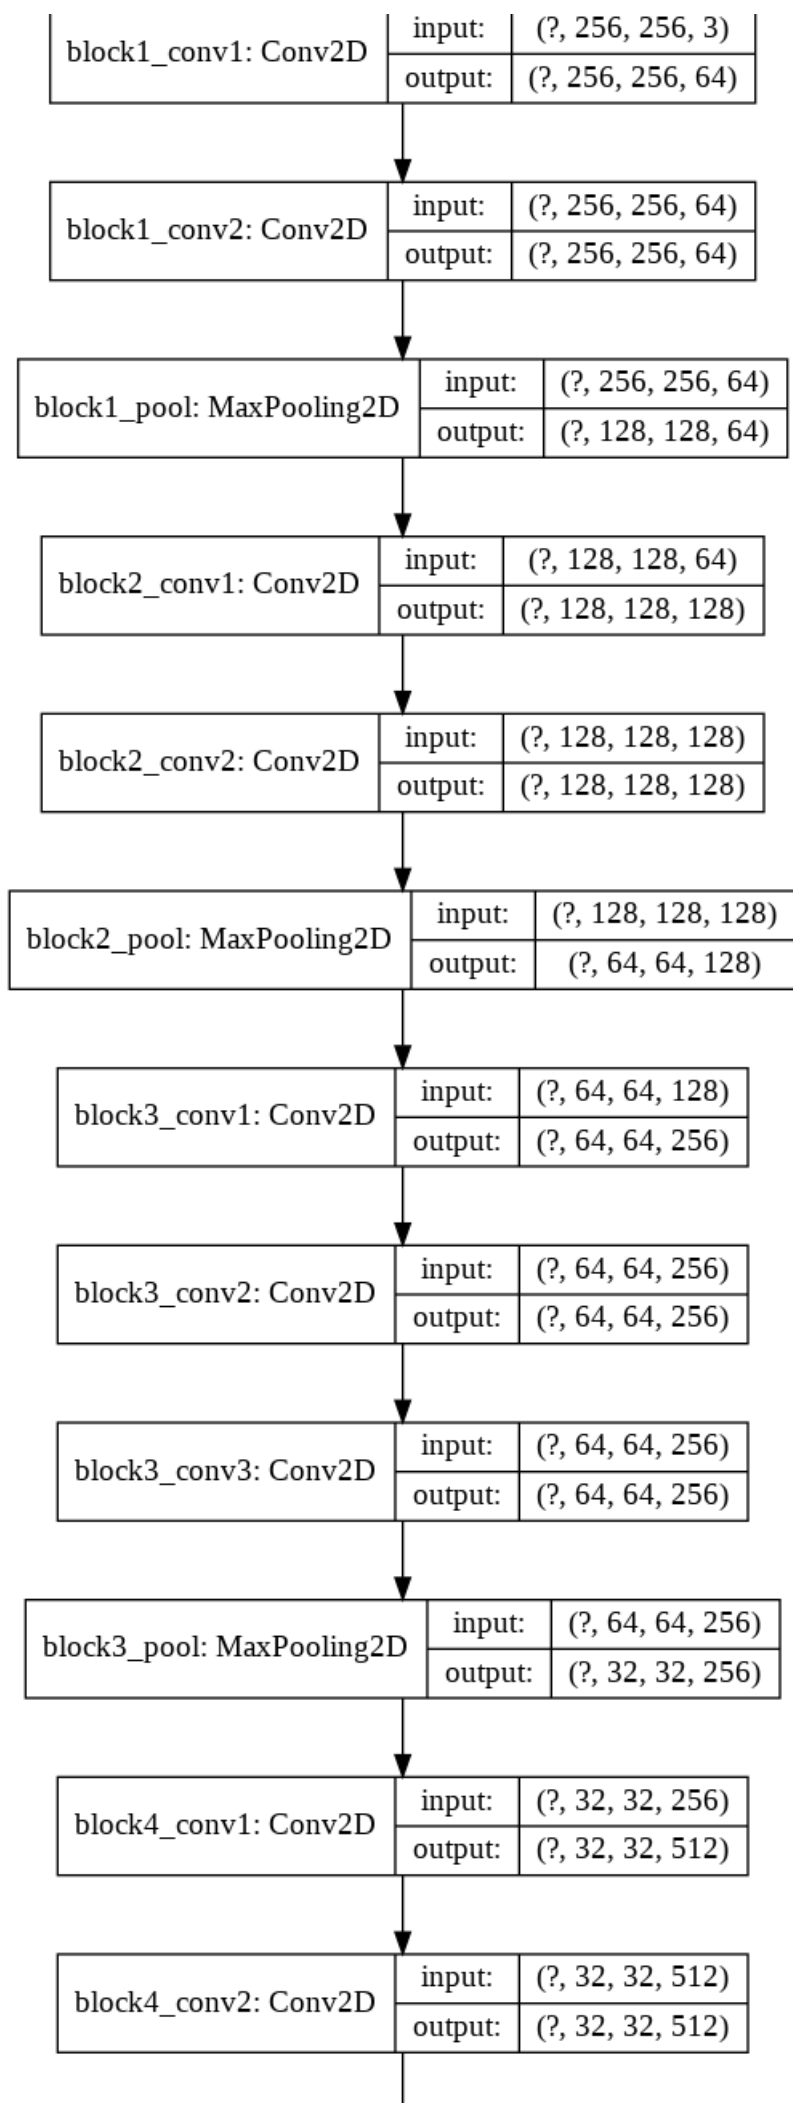 block1_conv1: Conv2D
input: (?, 256, 256, 3)
output: (?, 256, 256, 64)
block1_conv2: Conv2D
input: (?, 256, 256, 64)
output: (?, 256, 256, 64)
block1_pool: MaxPooling2D
input: (?, 256, 256, 64)
output: (?, 128, 128, 64)
block2_conv1: Conv2D
input: (?, 128, 128, 64)
output: (?, 128, 128, 128)
block2_conv2: Conv2D
input: (?, 128, 128, 128)
output: (?, 128, 128, 128)
block2_pool: MaxPooling2D
input: (?, 128, 128, 128)
output: (?, 64, 64, 128)
block3_conv1: Conv2D
input: (?, 64, 64, 128)
output: (?, 64, 64, 256)
block3_conv2: Conv2D
input: (?, 64, 64, 256)
output: (?, 64, 64, 256)
block3_conv3: Conv2D
input: (?, 64, 64, 256)
output: (?, 64, 64, 256)
block3_pool: MaxPooling2D
input: (?, 64, 64, 256)
output: (?, 32, 32, 256)
block4_conv1: Conv2D
input: (?, 32, 32, 256)
output: (?, 32, 32, 512)
block4_conv2: Conv2D
input: (?, 32, 32, 512)
output: (?, 32, 32, 512)